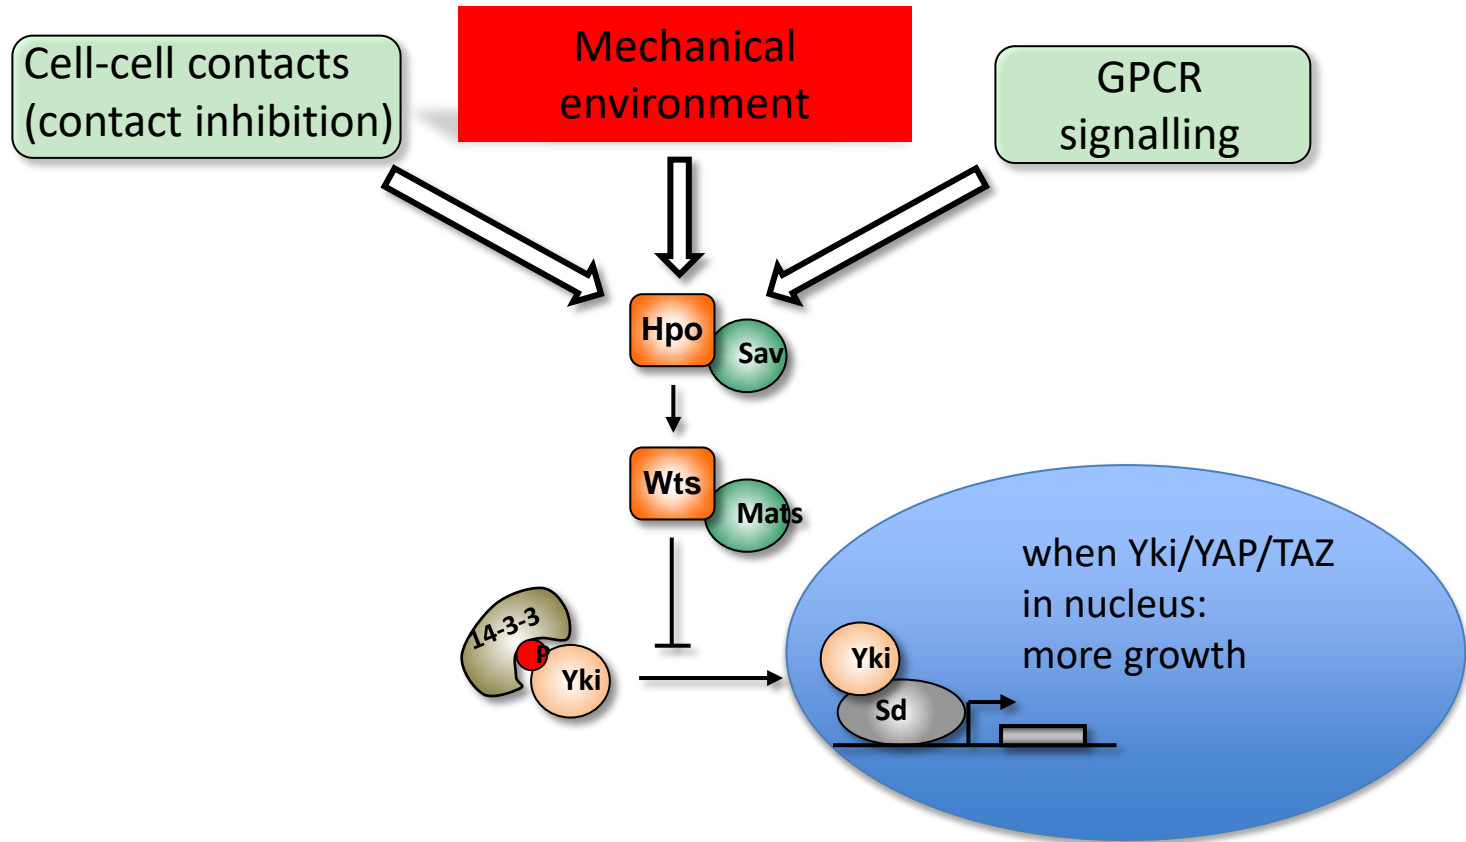 Cell-cell contacts
(contact inhibition)
Mechanical
environment
GPCR
signalling
Hpo
Sav
Wts
Mats
14-3-3
P
Yki
when Yki/YAP/TAZ
in nucleus:
more growth
Yki
Sd